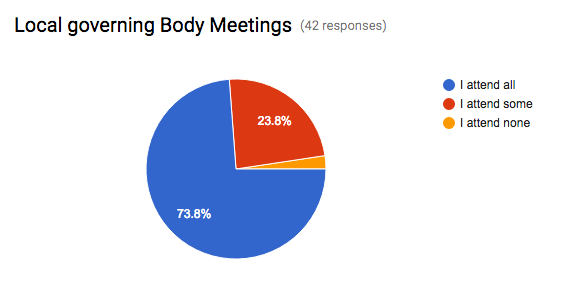 Local governing Body Meetings (42 responses)
I attend all
I attend some
I attend none
23.8%
73.8%